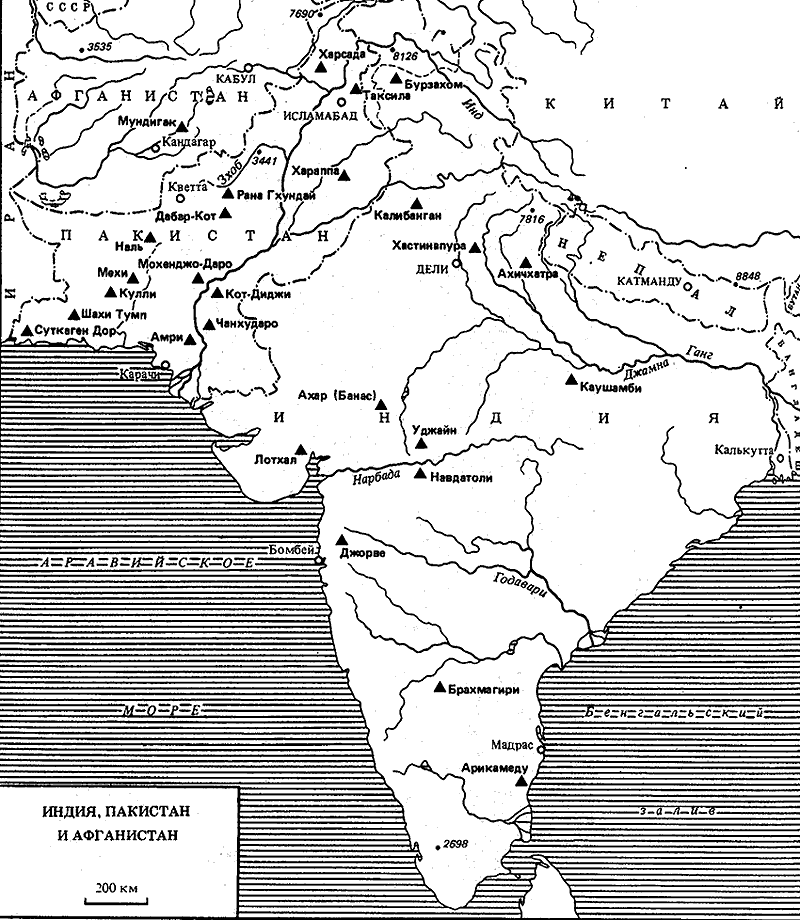 СССР
7690
3535
Харсада
8126
КАБУЛ
Бурзахом
Таксила
АФГАНИСТАН
КИТАЙ
ИСЛАМАБАД
Инд
Мундигак
Кандагар
ИРАН
Зхоб
3441
Хараппа
Кветта
Рана Гхундай
Дабар-Кот
Калибанган
7816
ПАКИСТАН
Наль
Хастинапура
НЕПАЛ
Мохенджо-Даро
ДЕЛИ
Мехи
Ахичхатра
КАТМАНДУ
8848
Кулли
Кот-Диджи
Шахи Тумп
Чанхударо
Суткаген Дор
Амри
Ганг
Карачи
Джамна
Каушамби
БАНГЛАДЕШ
Ахар (Банас)
ИНДИЯ
Уджайн
Калькутта
Лотхал
Нарбада
Навдатоли
Бомбей
Джорве
АРАВИЙСКОЕ
Годавари
Брахмагири
МОРЕ
Бенгальский
Мадрас
Арикамеду
залив
2698
ИНДИЯ, ПАКИСТАН
И АФГАНИСТАН
200 км